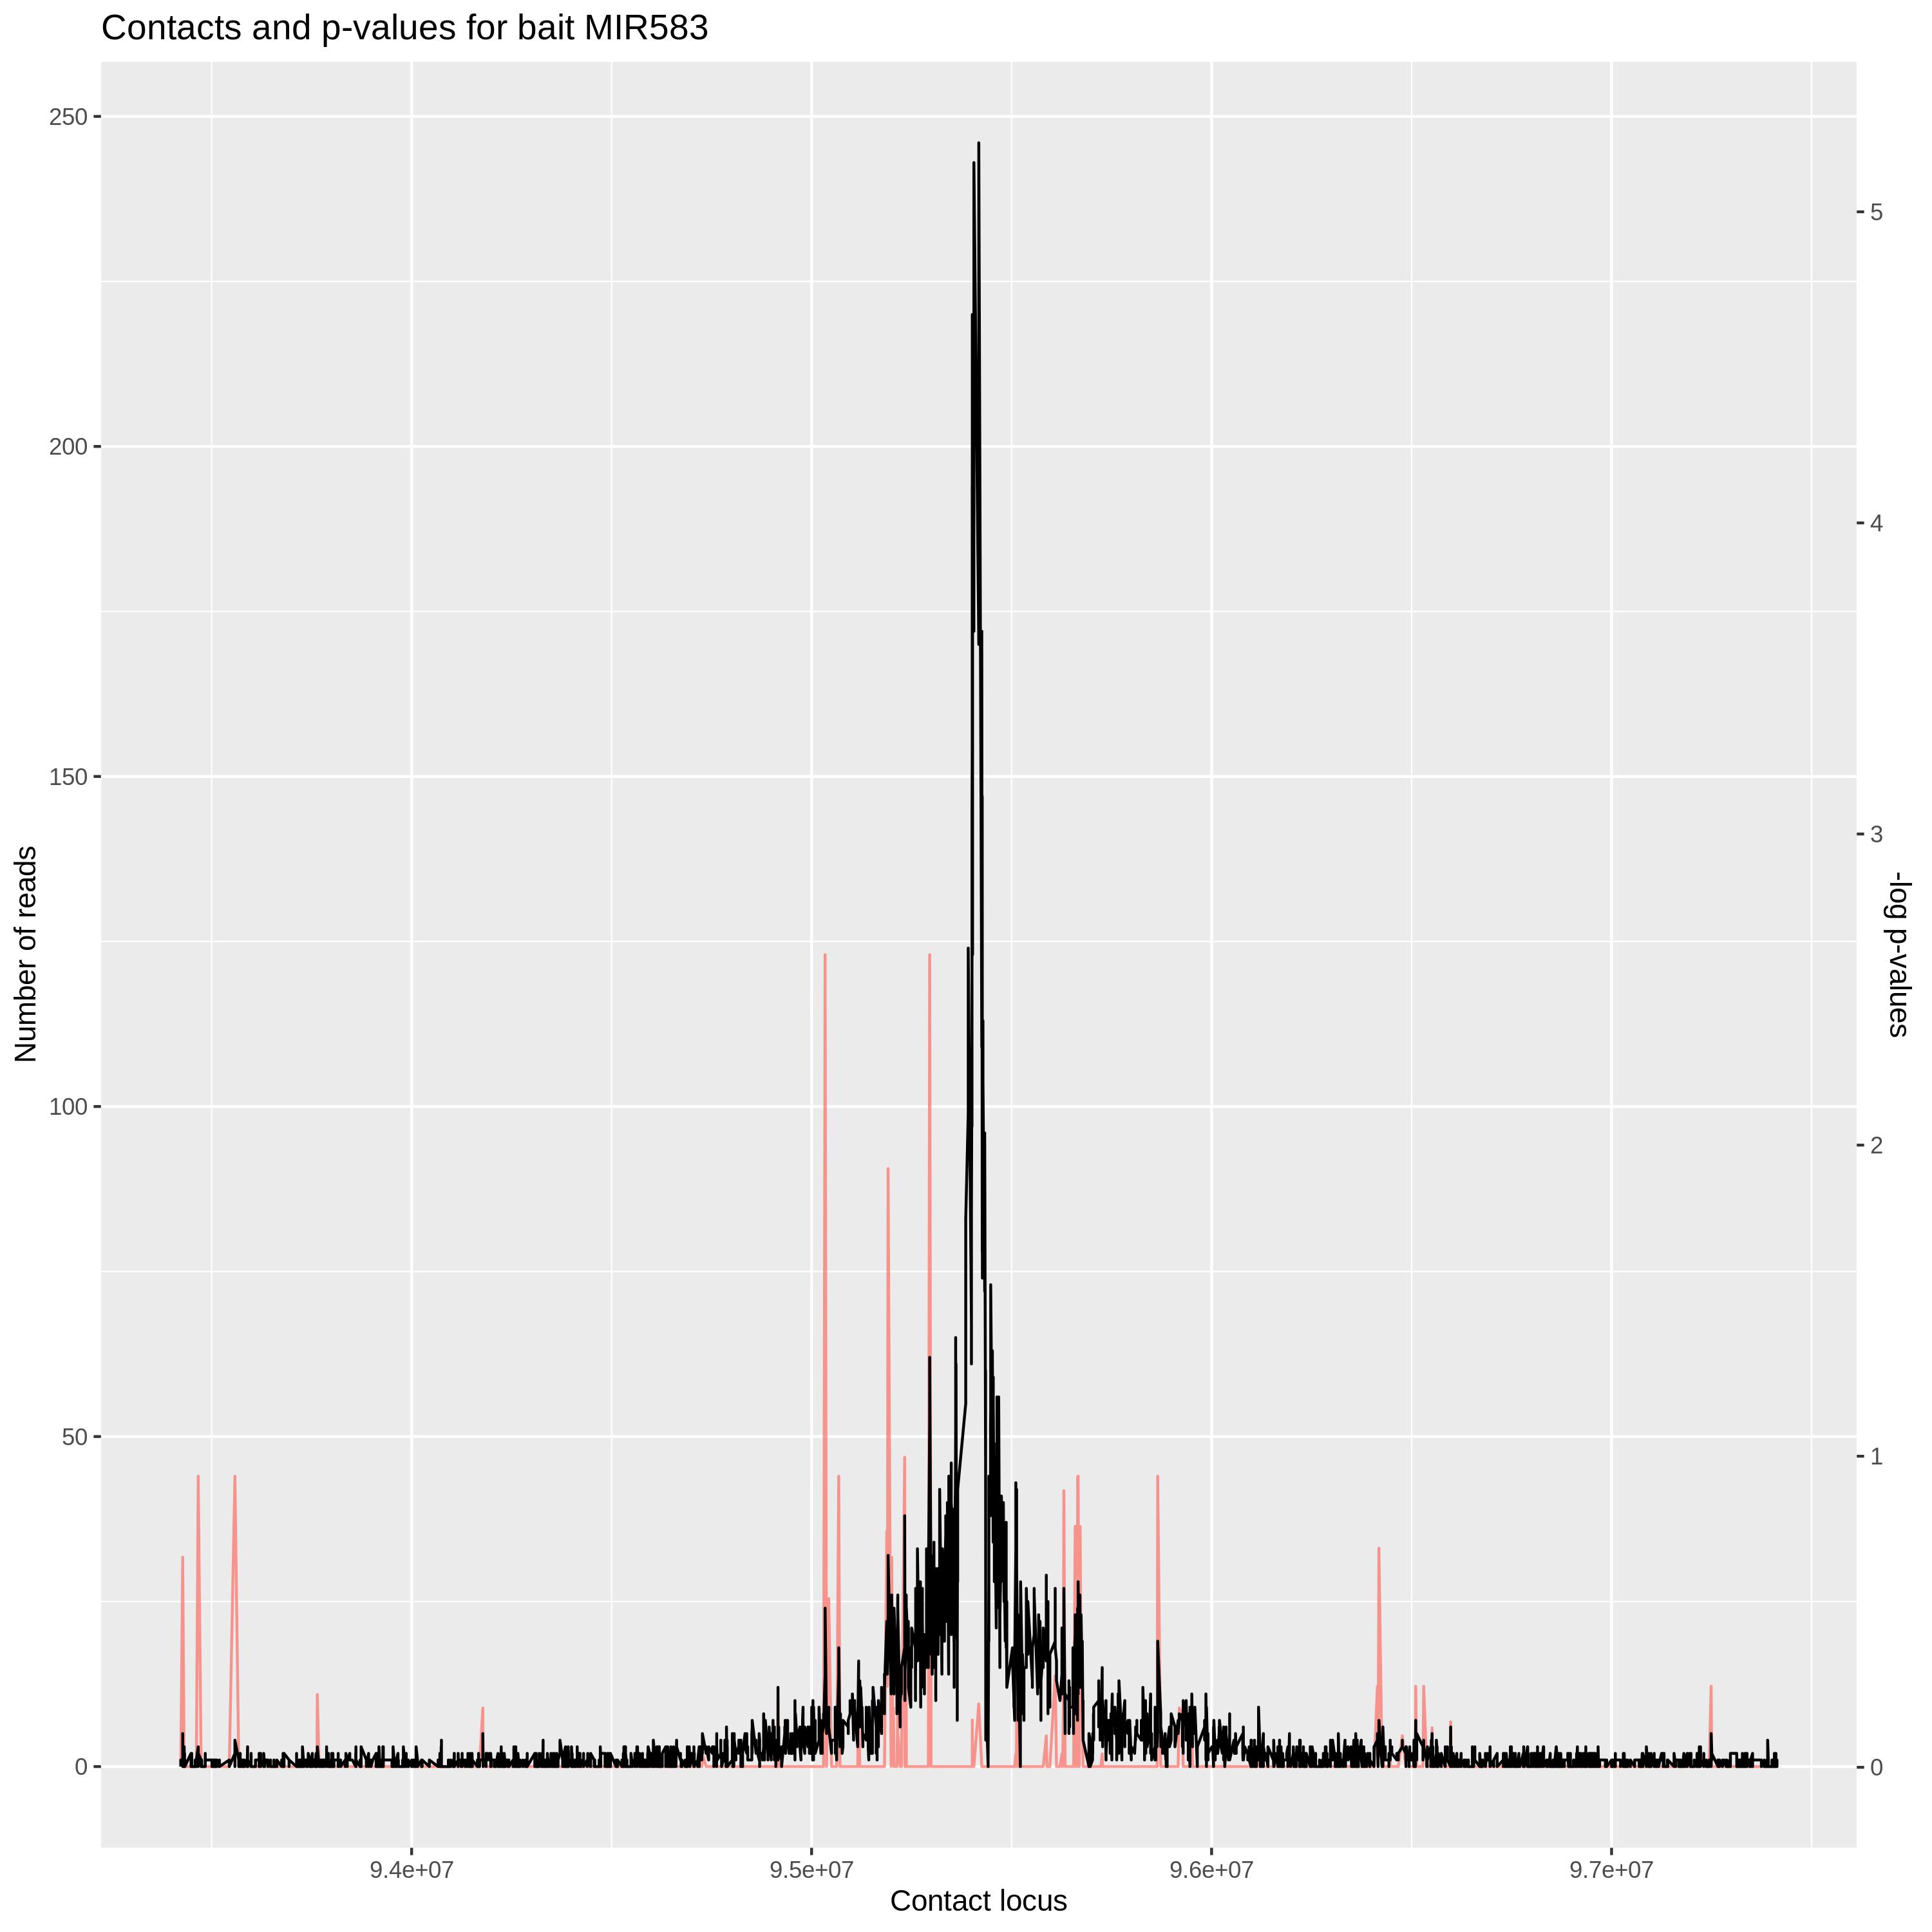 Contacts and p-values for bait MIR583
250
200
150
100
50
0
Number of reads
5
4
3
2
1
0
-log p-values
9.4e+07
9.5e+07
9.6e+07
9.7e+07
Contact locus